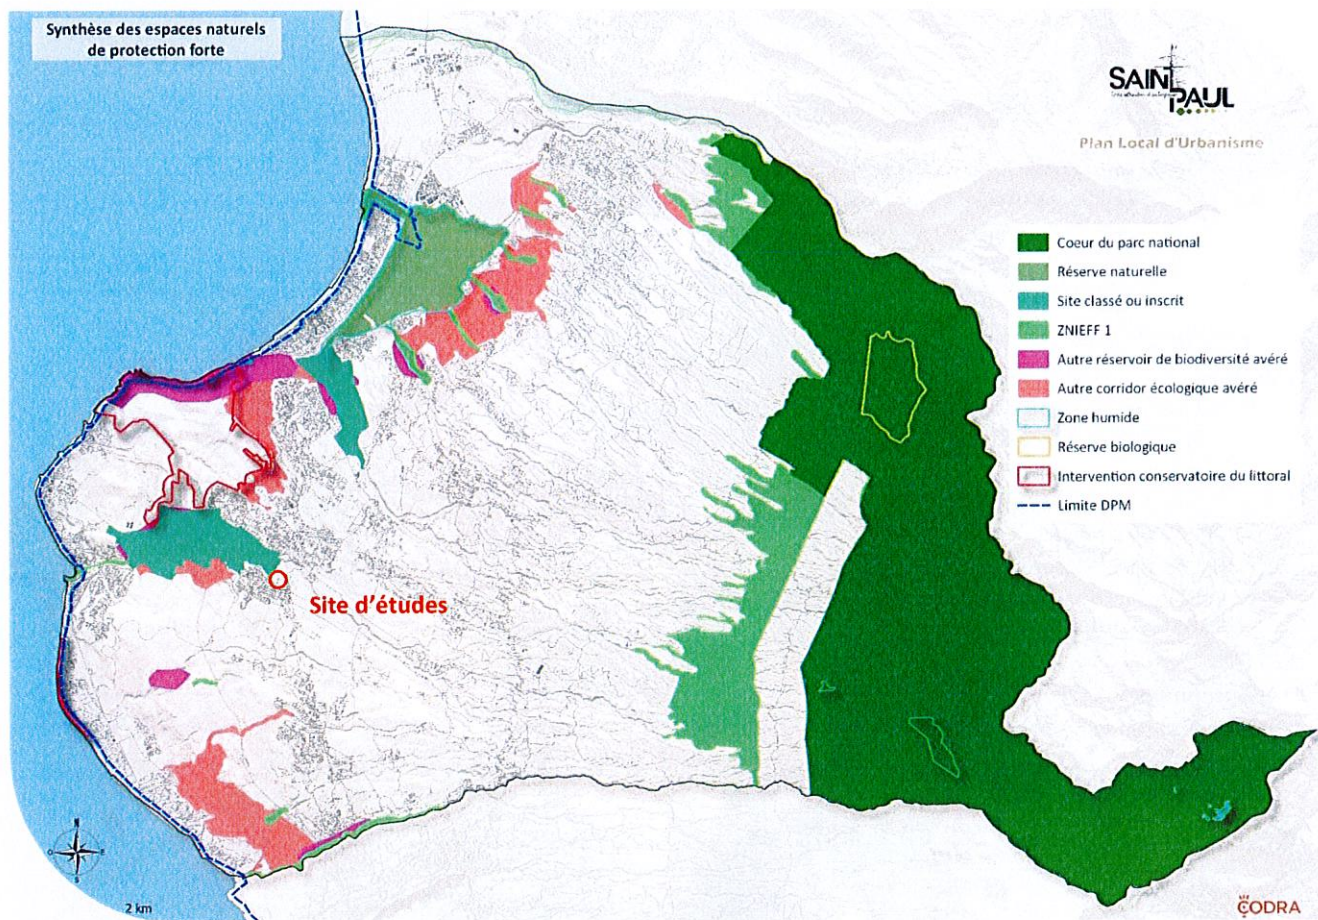 Synthèse des espaces naturels
de protection forte
SAINT
PAUL
Plan Local d'Urbanisme
Coeur du parc national
Réserve naturelle
Site classé ou inscrit
ZNIEFF 1
Autre réservoir de biodiversité avéré
Autre corridor écologique avéré
Zone humide
Réserve biologique
Intervention conservatoire du littoral
Limite DPM
Site d'études
N
O
E
S
2 km
CODRA